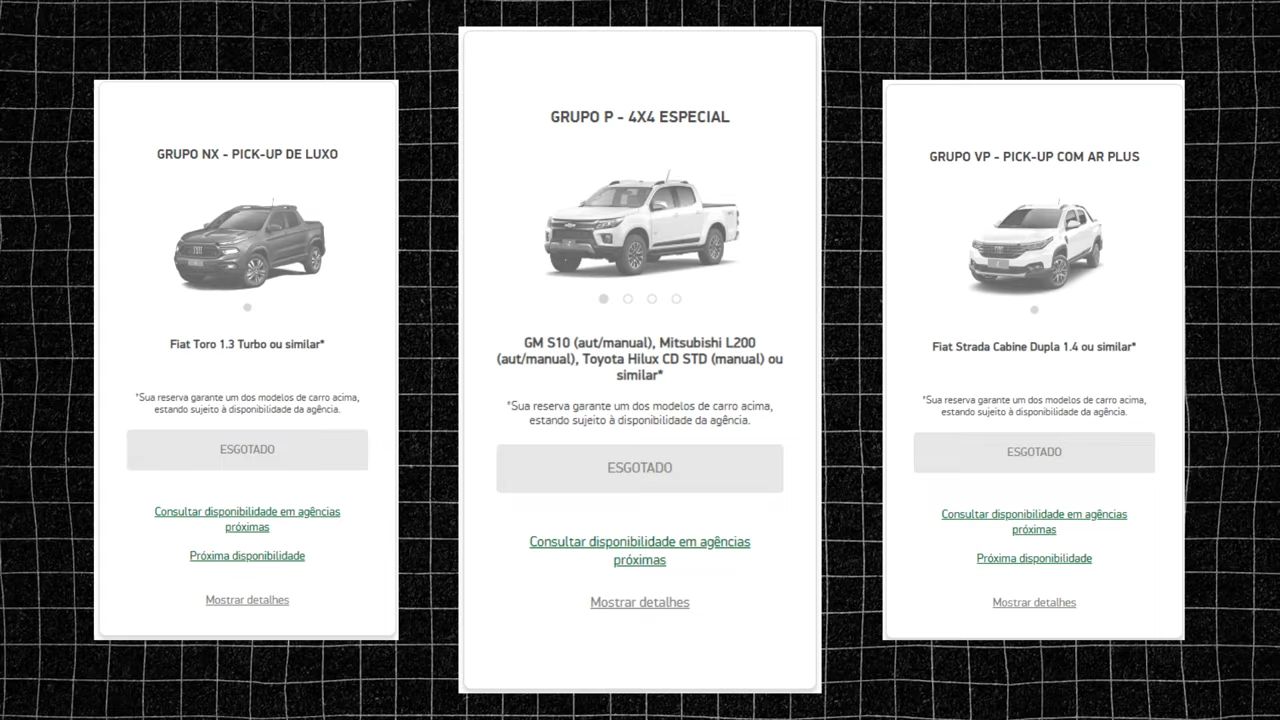 GRUPO NX - PICK-UP DE LUXO
Fiat Toro 1.3 Turbo ou similar*
*Sua reserva garante um dos modelos de carro acima,
estando sujeito à disponibilidade da agência.
ESGOTADO
Consultar disponibilidade em agências
próximas
Próxima disponibilidade
Mostrar detalhes
GRUPO P - 4X4 ESPECIAL
GM S10 (aut/manual), Mitsubishi L200
(aut/manual), Toyota Hilux CD STD (manual) ou
similar*
*Sua reserva garante um dos modelos de carro acima,
estando sujeito à disponibilidade da agência.
ESGOTADO
Consultar disponibilidade em agências
próximas
Mostrar detalhes
GRUPO VP - PICK-UP COM AR PLUS
Fiat Strada Cabine Dupla 1.4 ou similar*
*Sua reserva garante um dos modelos de carro acima,
estando sujeito à disponibilidade da agência.
ESGOTADO
Consultar disponibilidade em agências
próximas
Próxima disponibilidade
Mostrar detalhes